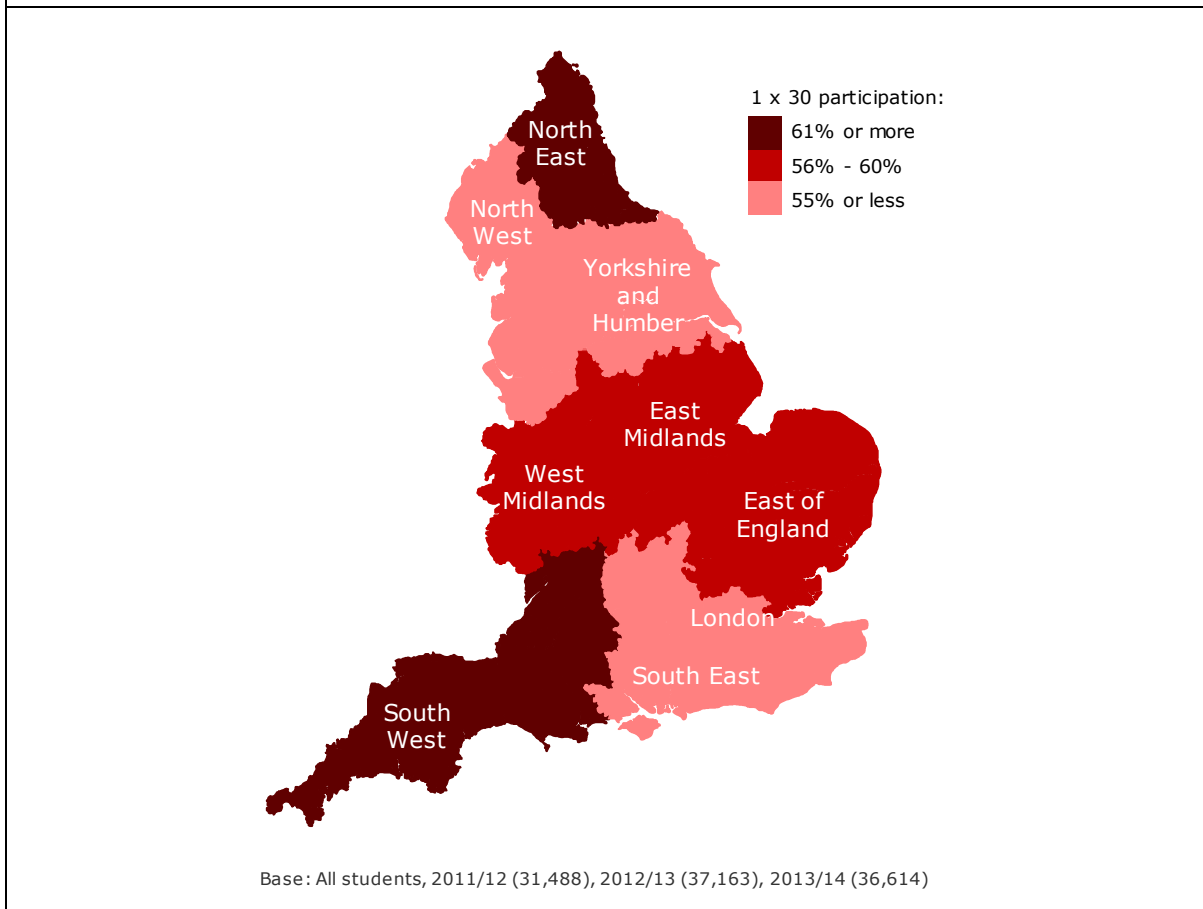 1 x 30 participation:
61% or more
56% - 60%
55% or less
North
East
North
West
Yorkshire
and
Humber
East
Midlands
West
Midlands
East of
England
London
South East
South
West
Base: All students, 2011/12 (31,488), 2012/13 (37,163), 2013/14 (36,614)